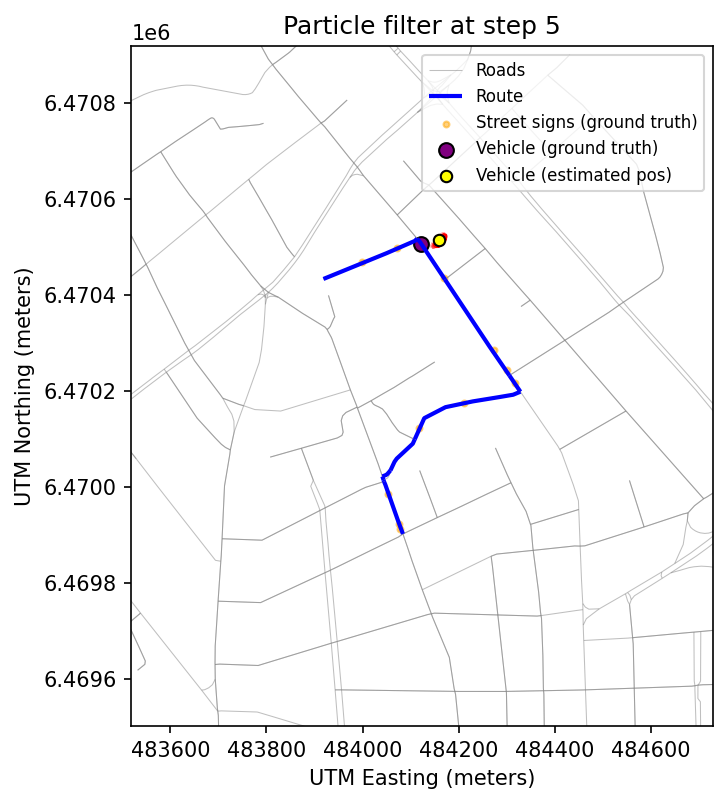 Particle filter at step 5
1e6
Roads
Route
Street signs (ground truth)
Vehicle (ground truth)
Vehicle (estimated pos)
6.4708
6.4706
6.4704
6.4702
6.4700
6.4698
6.4696
UTM Northing (meters)
483600 483800 484000 484200 484400 484600
UTM Easting (meters)